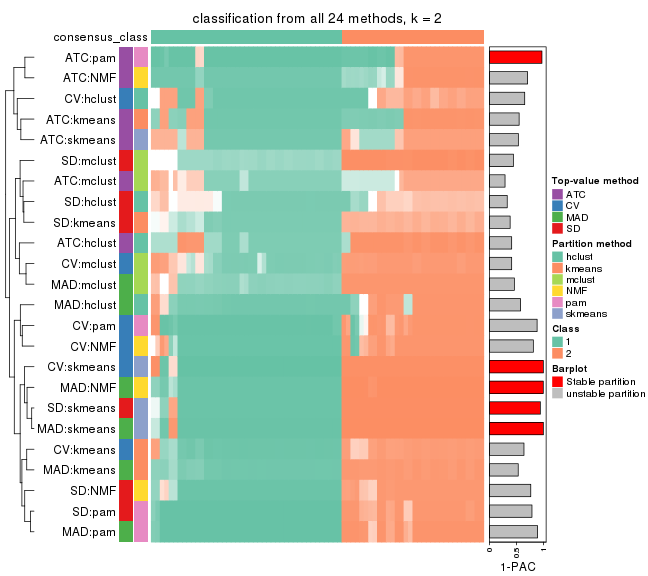 classification from all 24 methods, k = 2
consensus_class
ATC:pam
ATC:NMF
CV:hclust
ATC:kmeans
ATC:skmeans
SD:mclust
ATC:mclust
SD:hclust
SD:kmeans
ATC:hclust
CV:mclust
MAD:mclust
MAD:hclust
CV:pam
CV:NMF
CV:skmeans
MAD:NMF
SD:skmeans
MAD:skmeans
CV:kmeans
MAD:kmeans
SD:NMF
SD:pam
MAD:pam
0
0.5
1
1-PAC
Top-value method
ATC
CV
MAD
SD
Partition method
hclust
kmeans
mclust
NMF
pam
skmeans
Class
1
2
Barplot
Stable partition
unstable partition